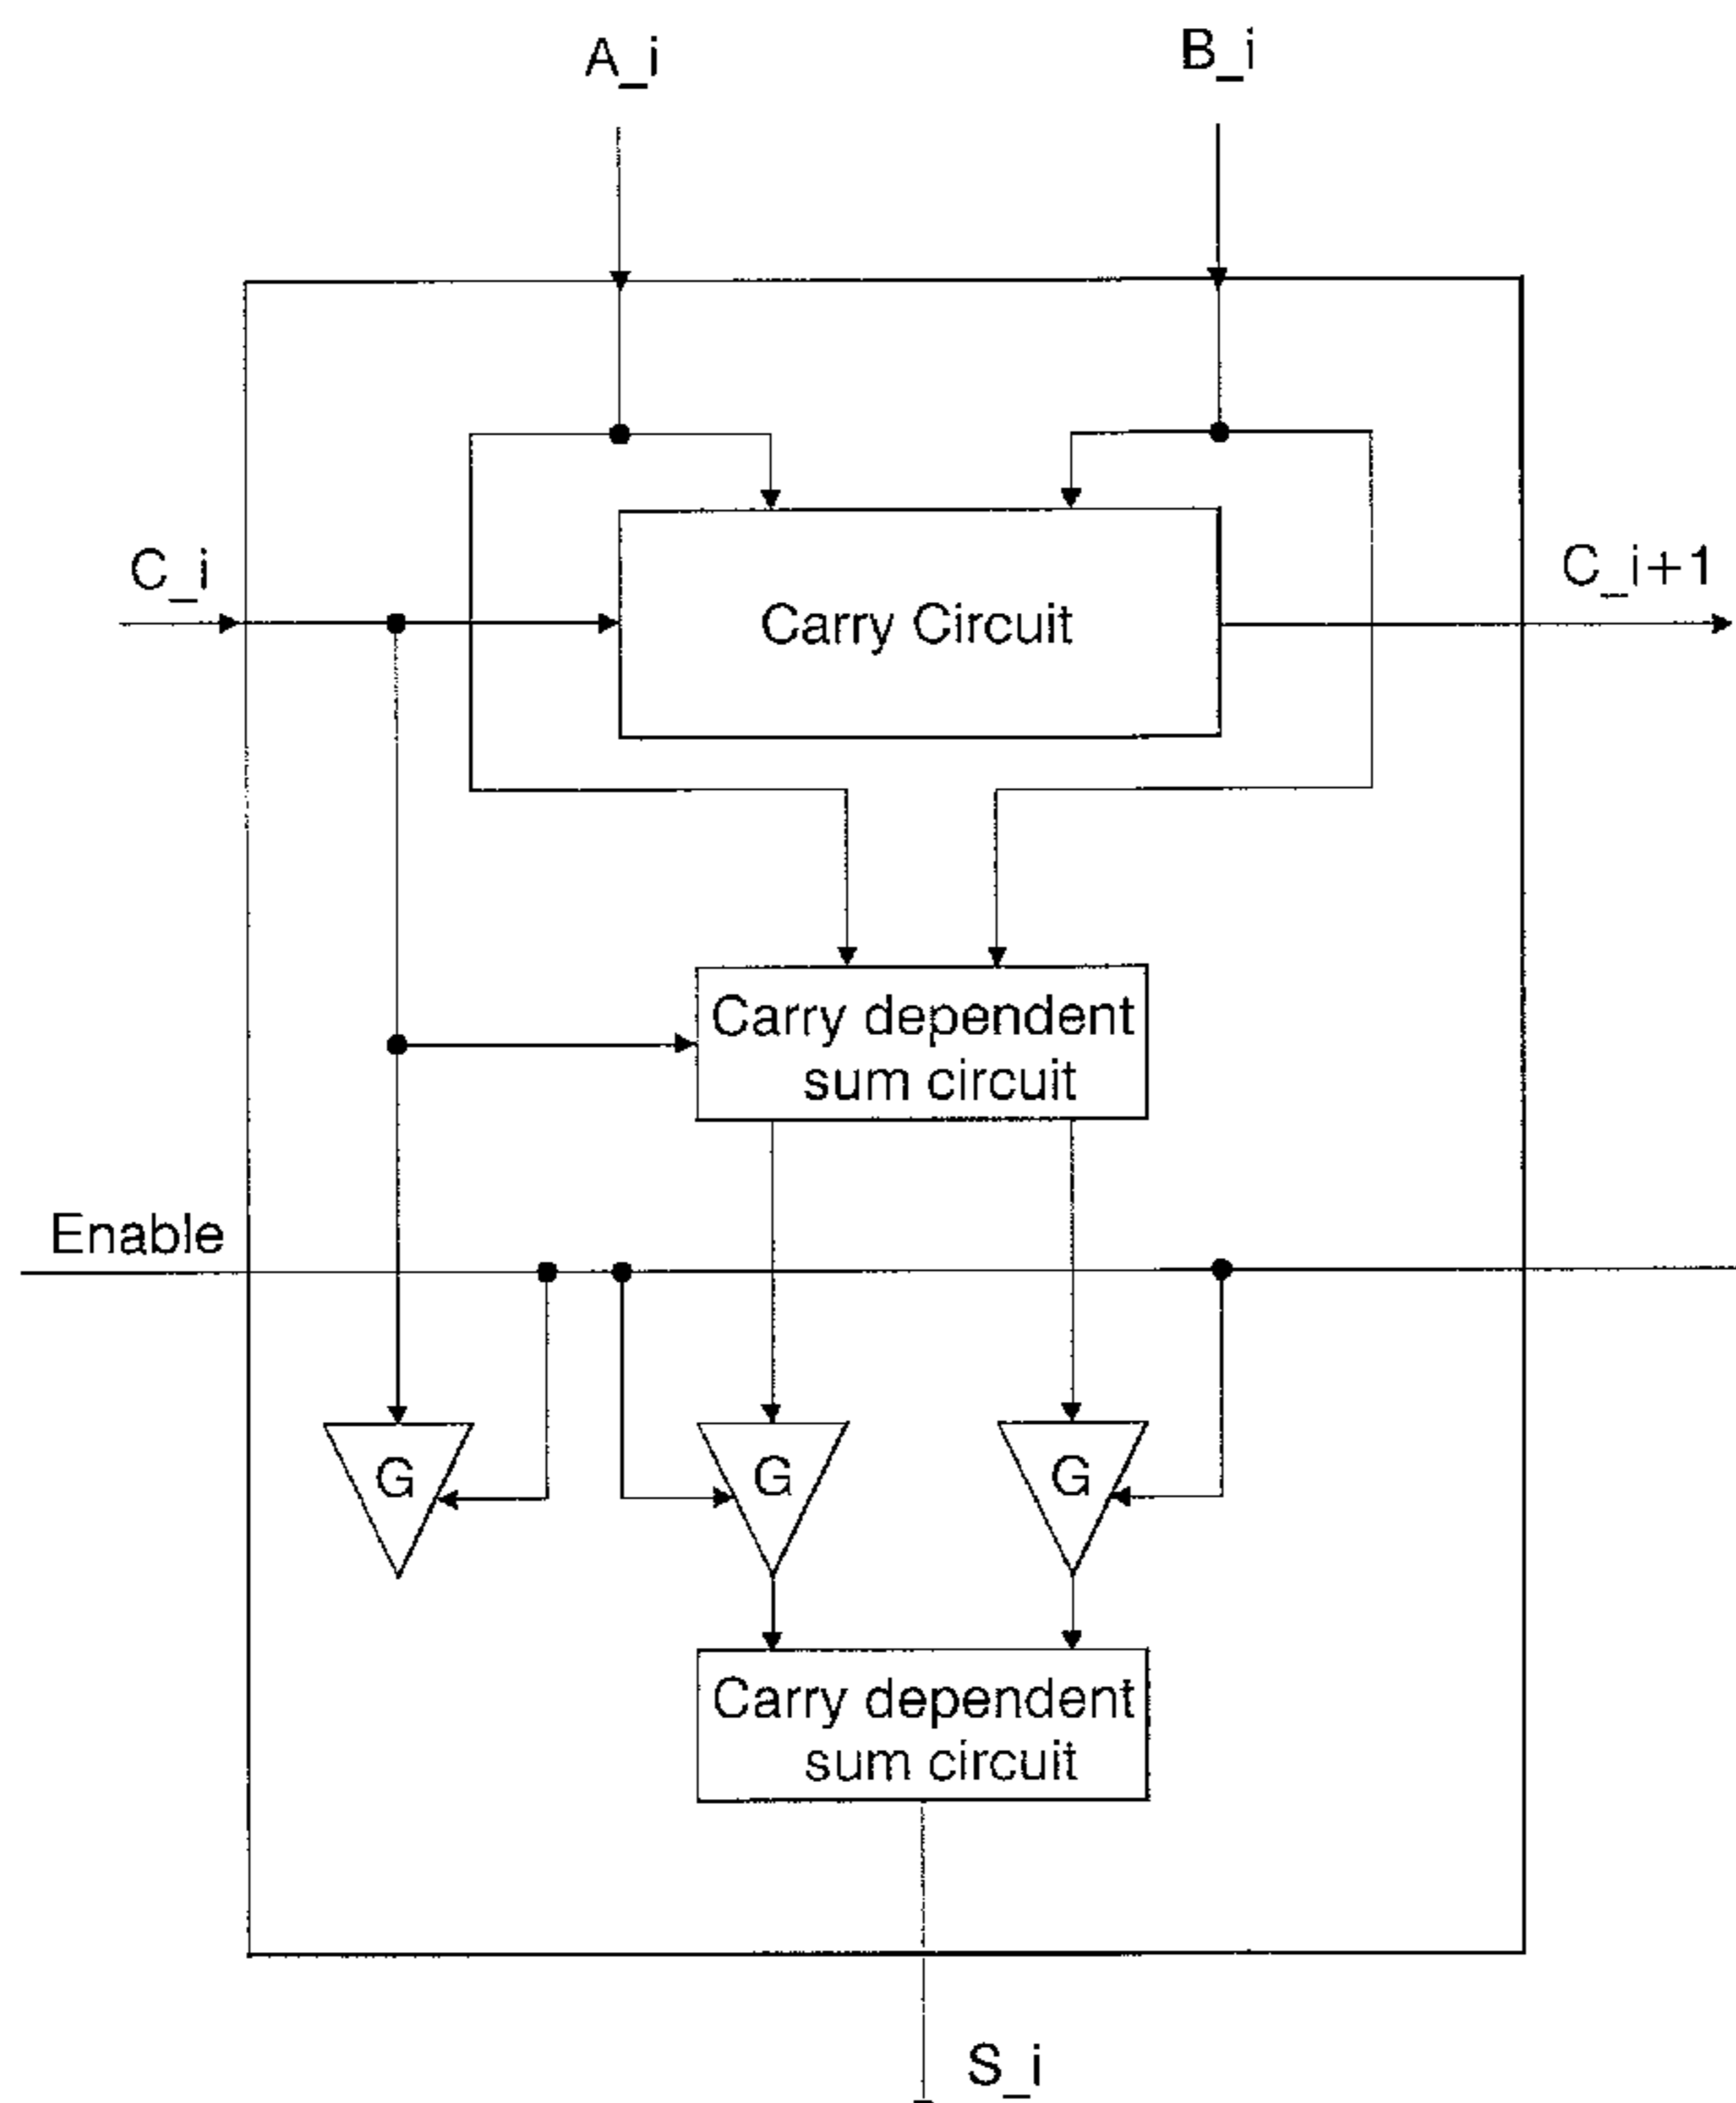 A_i
B_i
C_i
C_i+1
Carry Circuit
Carry dependent
sum circuit
Enable
G
G
G
Carry dependent
sum circuit
S_i